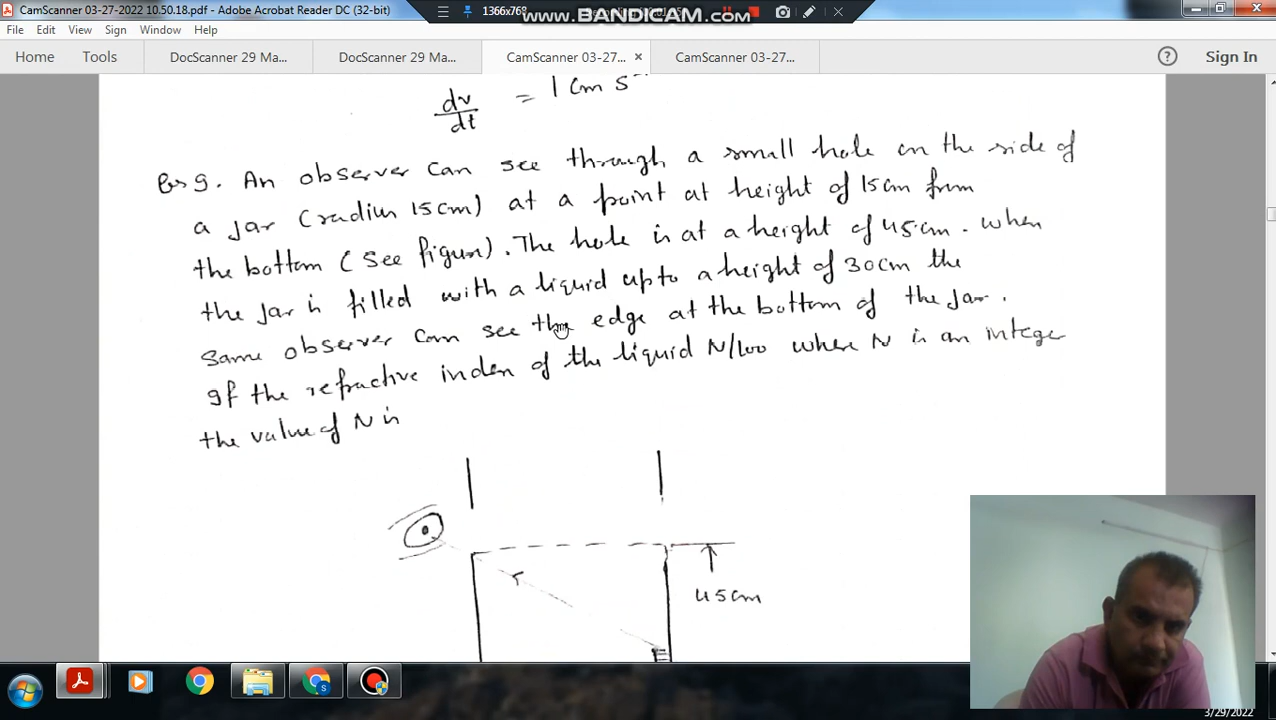 CamScanner 03-27-2022 10.50.18.pdf - Adobe Acrobat Reader DC (32-bit)
1366x768
www.BANDICAM.com
File Edit View Sign Window Help
Home Tools DocScanner 29 Ma... DocScanner 29 Ma... CamScanner 03-27... × CamScanner 03-27... Sign In
dv/dt = 1 cm s⁻
9. An observer can see through a small hole on the side of
a jar (radius 15cm) at a point at height of 15cm from
the bottom (see figure). The hole is at a height of 45cm. when
the jar is filled with a liquid upto a height of 30cm the
same observer can see the edge at the bottom of the jar.
If the refractive index of the liquid N/100 where N is an integer
the value of N is
45cm
3/29/2022